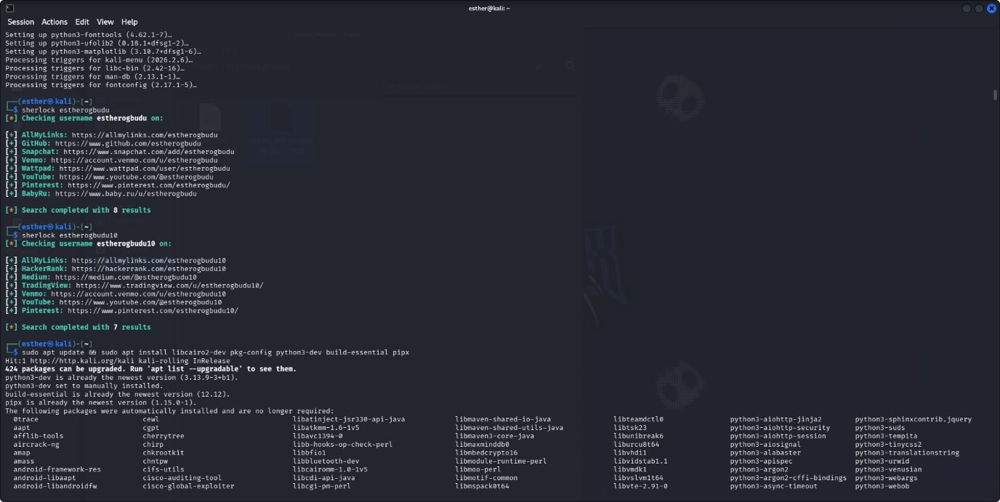 esther@kali: ~
Session Actions Edit View Help
Setting up python3-fonttools (4.62.1-7)…
Setting up python3-ufolib2 (0.18.1+dfsg1-2)…
Setting up python3-matplotlib (3.10.7+dfsg1-6)…
Processing triggers for kali-menu (2026.2.6)…
Processing triggers for libc-bin (2.42-16)…
Processing triggers for man-db (2.13.1-1)…
Processing triggers for fontconfig (2.17.1-5)…
┌──(esther㉿kali)-[~]
└─$ sherlock estherogbudu
[*] Checking username estherogbudu on:
[+] AllMyLinks: https://allmylinks.com/estherogbudu
[+] GitHub: https://www.github.com/estherogbudu
[+] Snapchat: https://www.snapchat.com/add/estherogbudu
[+] Venmo: https://account.venmo.com/u/estherogbudu
[+] Wattpad: https://www.wattpad.com/user/estherogbudu
[+] YouTube: https://www.youtube.com/@estherogbudu
[+] Pinterest: https://www.pinterest.com/estherogbudu/
[+] BabyRu: https://www.baby.ru/u/estherogbudu
[*] Search completed with 8 results
┌──(esther㉿kali)-[~]
└─$ sherlock estherogbudu10
[*] Checking username estherogbudu10 on:
[+] AllMyLinks: https://allmylinks.com/estherogbudu10
[+] HackerRank: https://hackerrank.com/estherogbudu10
[+] Medium: https://medium.com/@estherogbudu10
[+] TradingView: https://www.tradingview.com/u/estherogbudu10/
[+] Venmo: https://account.venmo.com/u/estherogbudu10
[+] YouTube: https://www.youtube.com/@estherogbudu10
[+] Pinterest: https://www.pinterest.com/estherogbudu10/
[*] Search completed with 7 results
┌──(esther㉿kali)-[~]
└─$ sudo apt update && sudo apt install libcairo2-dev pkg-config python3-dev build-essential pipx
Hit:1 http://http.kali.org/kali kali-rolling InRelease
424 packages can be upgraded. Run 'apt list --upgradable' to see them.
python3-dev is already the newest version (3.13.9-3+b1).
python3-dev set to manually installed.
build-essential is already the newest version (12.12).
pipx is already the newest version (1.15.0-1).
The following packages were automatically installed and are no longer required:
0trace cewl libatinject-jsr330-api-java libmaven-shared-io-java libteamdctl0 python3-aiohttp-jinja2 python3-sphinxcontrib.jquery
aapt cgpt libatkmm-1.6-1v5 libmaven-shared-utils-java libtsk23 python3-aiohttp-security python3-suds
afflib-tools cherrytree libavc1394-0 libmaven3-core-java libunibreak6 python3-aiohttp-session python3-tempita
aircrack-ng chirp libb-hooks-op-check-perl libmaxminddb0 liburcu8t64 python3-aiosignal python3-tinycss2
amap chkrootkit libbfio1 libmbedcrypto16 libvhdi1 python3-alabaster python3-translationstring
amass chntpw libbluetooth-dev libmodule-runtime-perl libvidstab1.1 python3-apispec python3-urwid
android-framework-res cifs-utils libcairomm-1.0-1v5 libmoo-perl libvmdk1 python3-argon2 python3-venusian
android-libaapt cisco-auditing-tool libcdi-api-java libmotif-common libvslvm1t64 python3-argon2-cffi-bindings python3-webargs
android-libandroidfw cisco-global-exploiter libcgi-pm-perl libmspack0t64 libvte-2.91-0 python3-async-timeout python3-webob